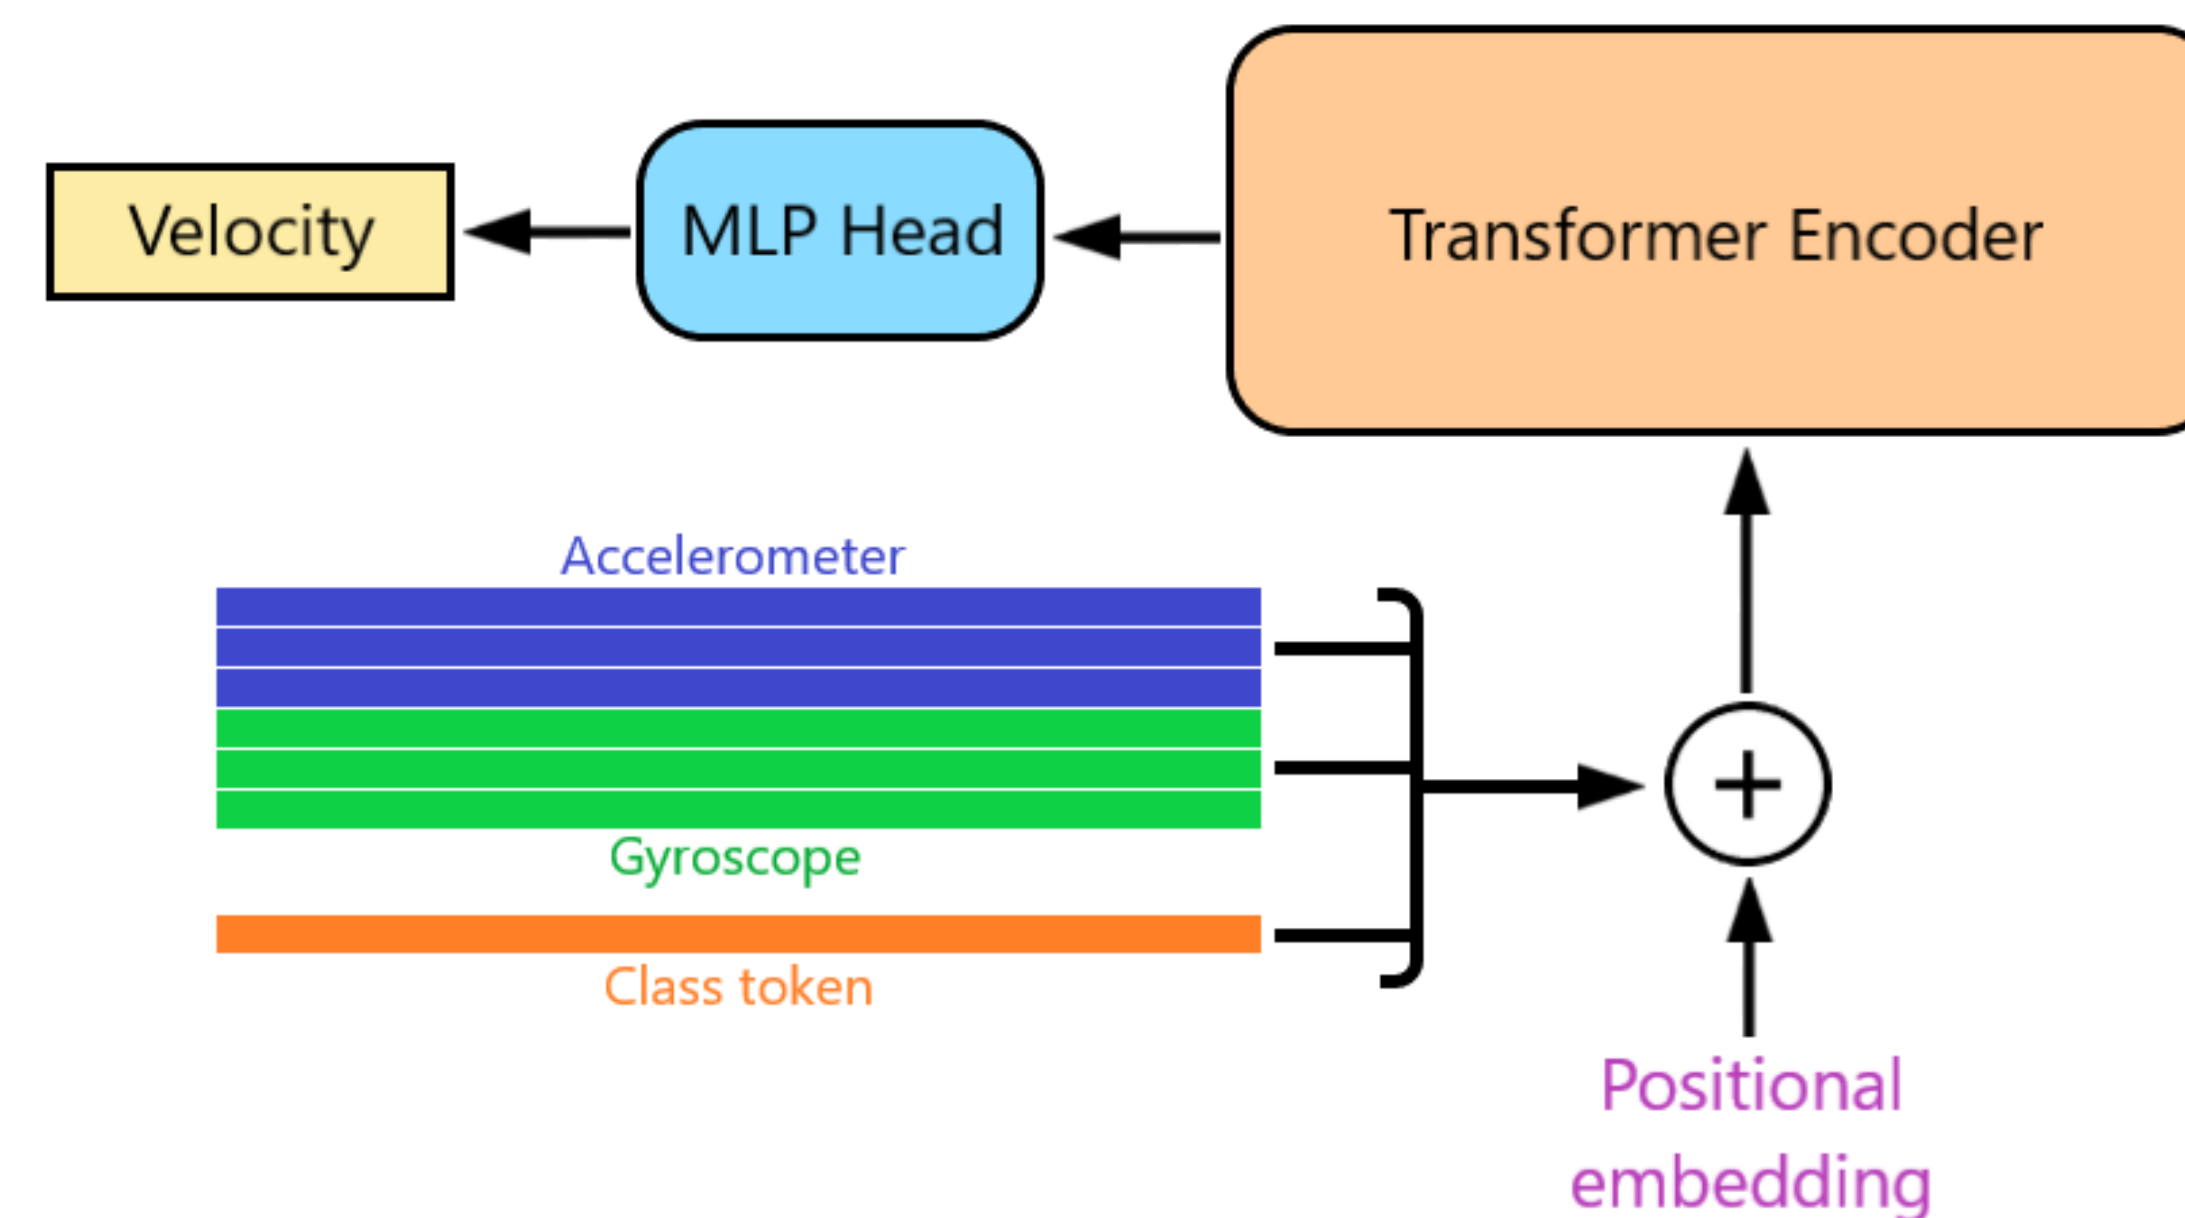 Velocity
MLP Head
Transformer Encoder
Accelerometer
Gyroscope
Class token
+
Positional
embedding